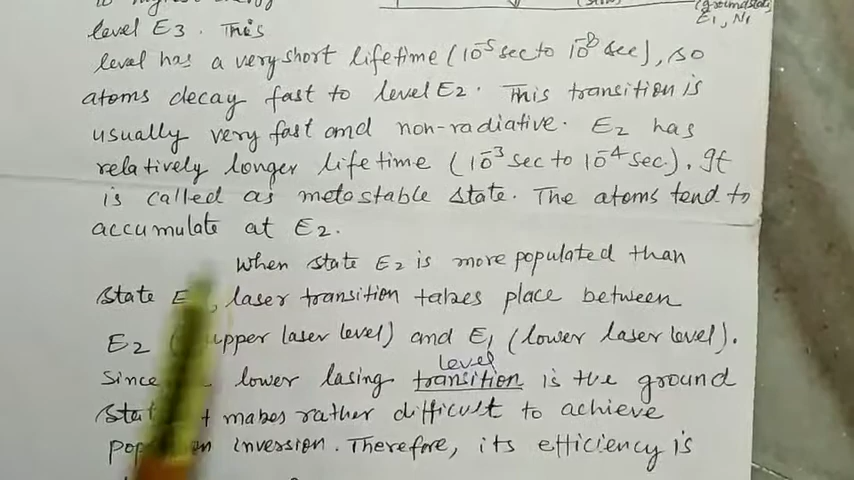 (ground state)
E1, N1
level E3. This
level has a very short lifetime (10⁻⁵ sec to 10⁻⁸ sec), so
atoms decay fast to level E2. This transition is
usually very fast and non-radiative. E2 has
relatively longer lifetime (10⁻³ sec to 10⁻⁴ sec). It
is called as metastable state. The atoms tend to
accumulate at E2.
When state E2 is more populated than
state E , laser transition takes place between
E2 (upper laser level) and E1 (lower laser level).
level
Since lower lasing transition is the ground
state makes rather difficult to achieve
inversion. Therefore, its efficiency is